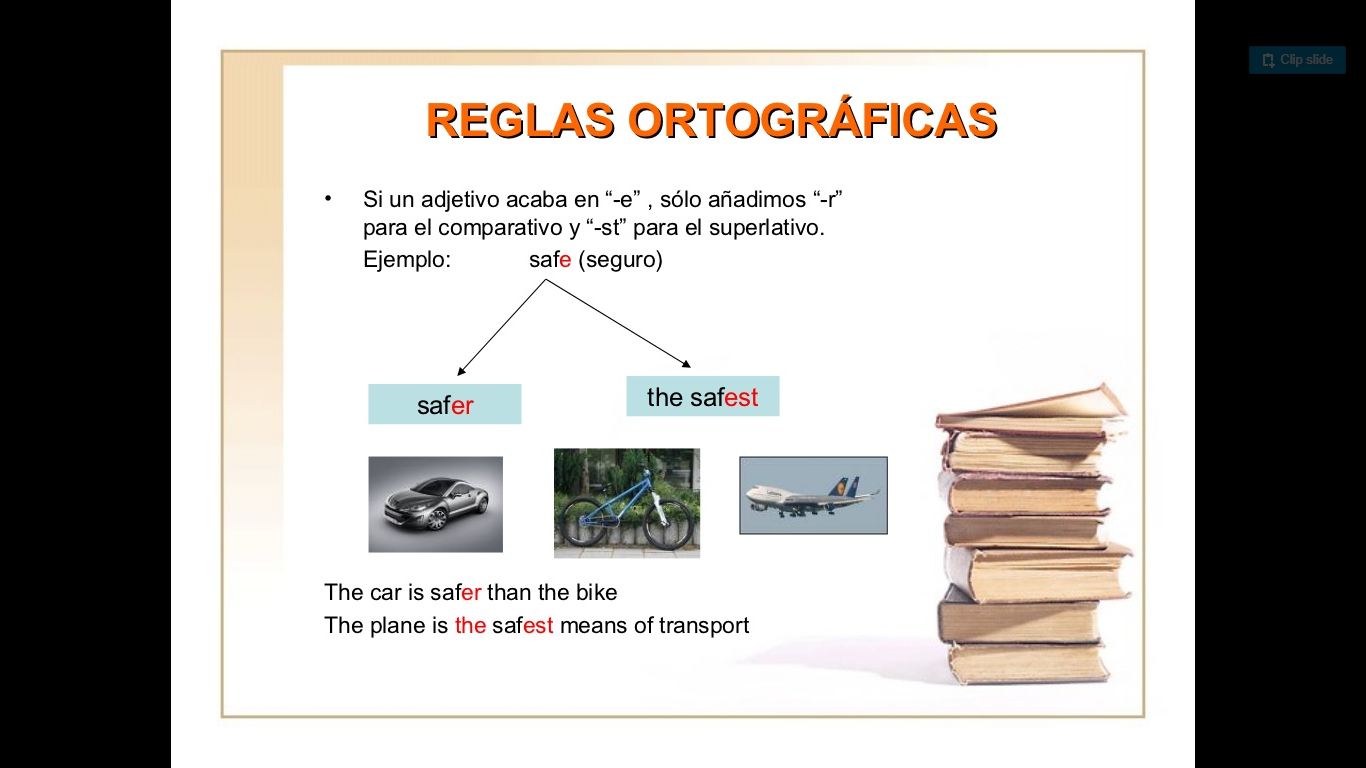 Clip slide
REGLAS ORTOGRÁFICAS
• Si un adjetivo acaba en “-e” , sólo añadimos “-r”
para el comparativo y “-st” para el superlativo.
Ejemplo: safe (seguro)
safer
the safest
The car is safer than the bike
The plane is the safest means of transport